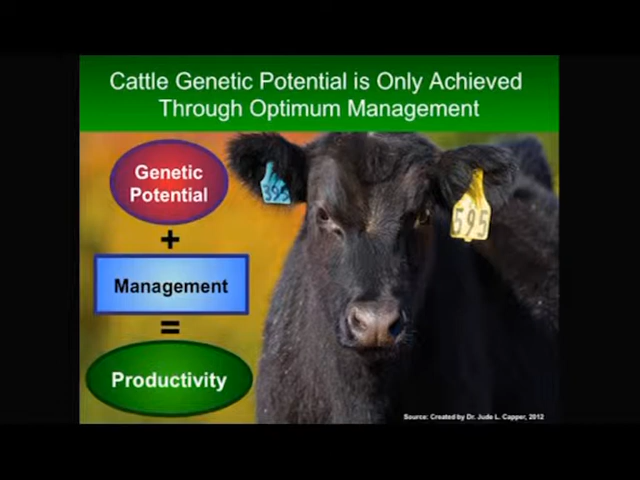 Cattle Genetic Potential is Only Achieved
Through Optimum Management
Genetic
Potential
+
Management
=
Productivity
395
595
Source: Created by Dr. Jude L. Capper, 2012